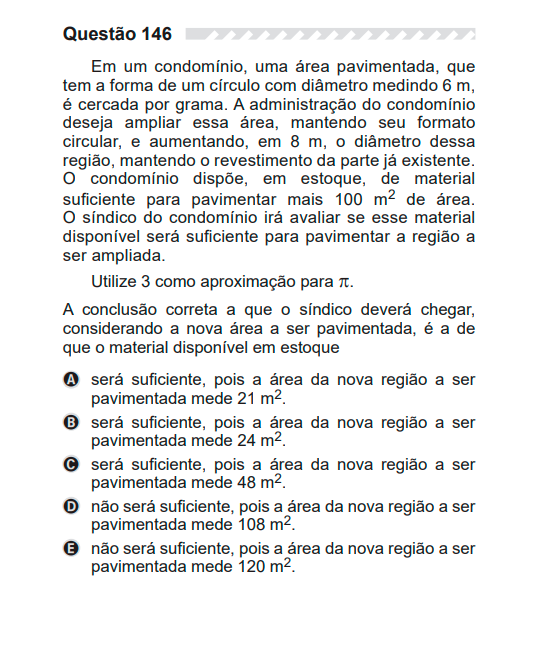 Questão 146
Em um condomínio, uma área pavimentada, que
tem a forma de um círculo com diâmetro medindo 6 m,
é cercada por grama. A administração do condomínio
deseja ampliar essa área, mantendo seu formato
circular, e aumentando, em 8 m, o diâmetro dessa
região, mantendo o revestimento da parte já existente.
O condomínio dispõe, em estoque, de material
suficiente para pavimentar mais 100 m² de área.
O síndico do condomínio irá avaliar se esse material
disponível será suficiente para pavimentar a região a
ser ampliada.
Utilize 3 como aproximação para π.
A conclusão correta a que o síndico deverá chegar,
considerando a nova área a ser pavimentada, é a de
que o material disponível em estoque
A será suficiente, pois a área da nova região a ser
pavimentada mede 21 m².
B será suficiente, pois a área da nova região a ser
pavimentada mede 24 m².
C será suficiente, pois a área da nova região a ser
pavimentada mede 48 m².
D não será suficiente, pois a área da nova região a ser
pavimentada mede 108 m².
E não será suficiente, pois a área da nova região a ser
pavimentada mede 120 m².